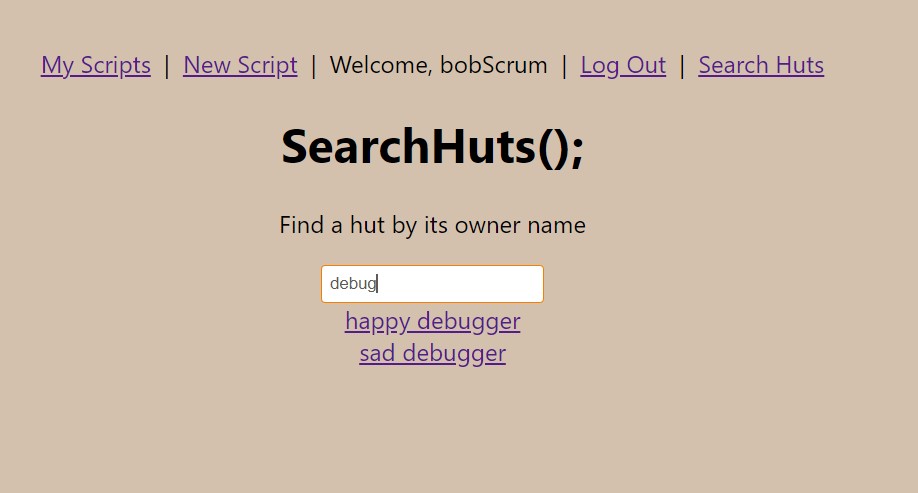 My Scripts | New Script | Welcome, bobScrum | Log Out | Search Huts
SearchHuts();
Find a hut by its owner name
debug
happy debugger
sad debugger